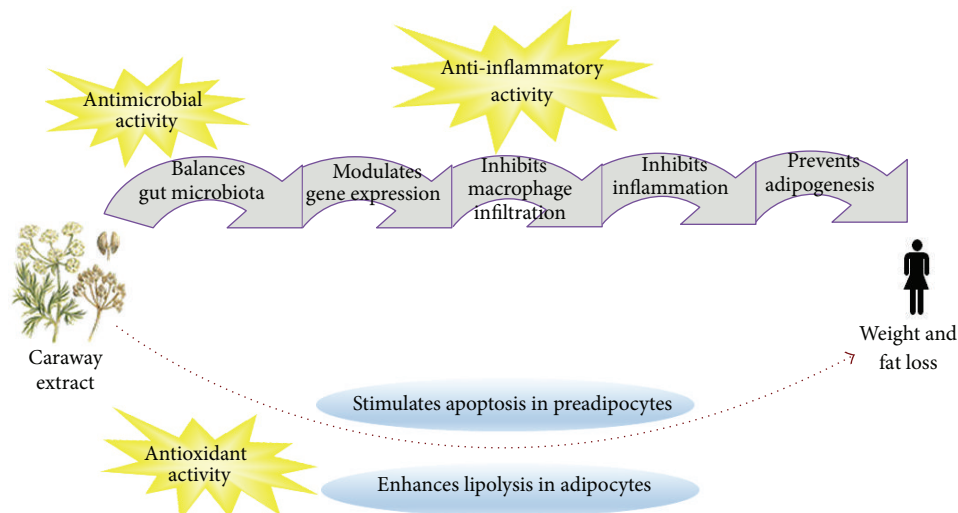 Antimicrobial
activity
Anti-inflammatory
activity
Balances
gut microbiota
Modulates
gene expression
Inhibits
macrophage
infiltration
Inhibits
inflammation
Prevents
adipogenesis
Caraway
extract
Weight and
fat loss
Stimulates apoptosis in preadipocytes
Antioxidant
activity
Enhances lipolysis in adipocytes